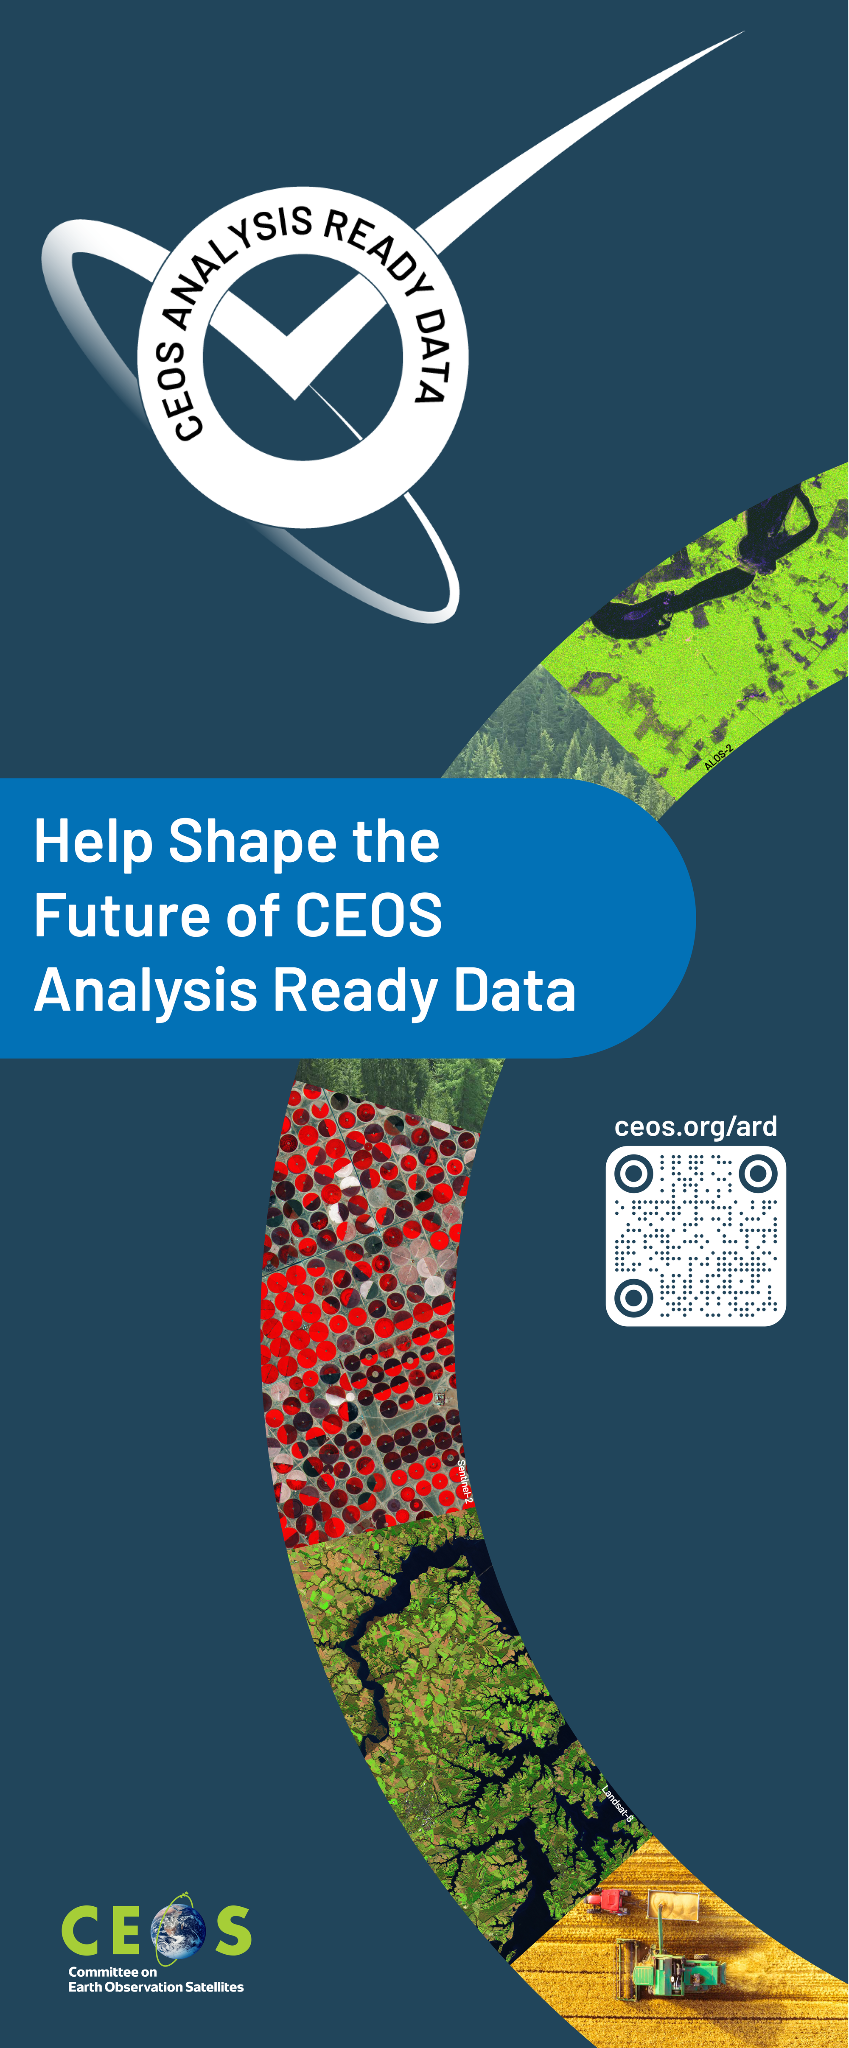 CEOS ANALYSIS READY DATA
ALOS-2
Help Shape the
Future of CEOS
Analysis Ready Data
ceos.org/ard
Sentinel-2
Landsat-8
CEOS
Committee on
Earth Observation Satellites